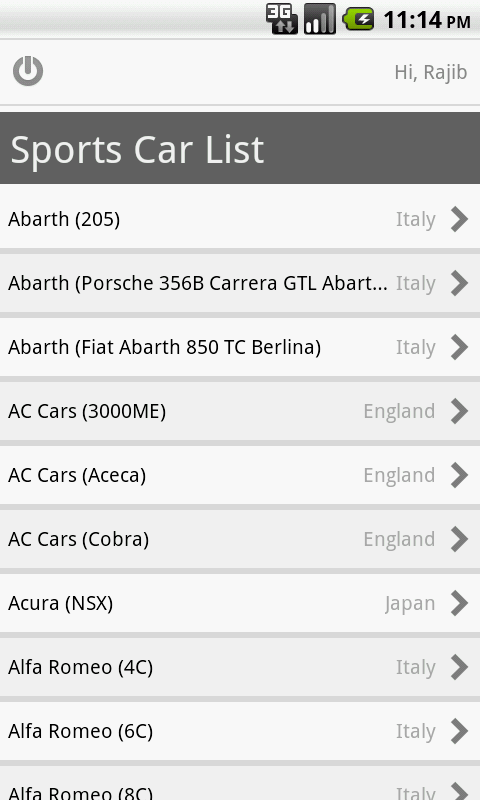 3G 11:14 PM
Hi, Rajib
Sports Car List
Abarth (205) Italy
Abarth (Porsche 356B Carrera GTL Abart... Italy
Abarth (Fiat Abarth 850 TC Berlina) Italy
AC Cars (3000ME) England
AC Cars (Aceca) England
AC Cars (Cobra) England
Acura (NSX) Japan
Alfa Romeo (4C) Italy
Alfa Romeo (6C) Italy
Alfa Romeo (8C) Italy